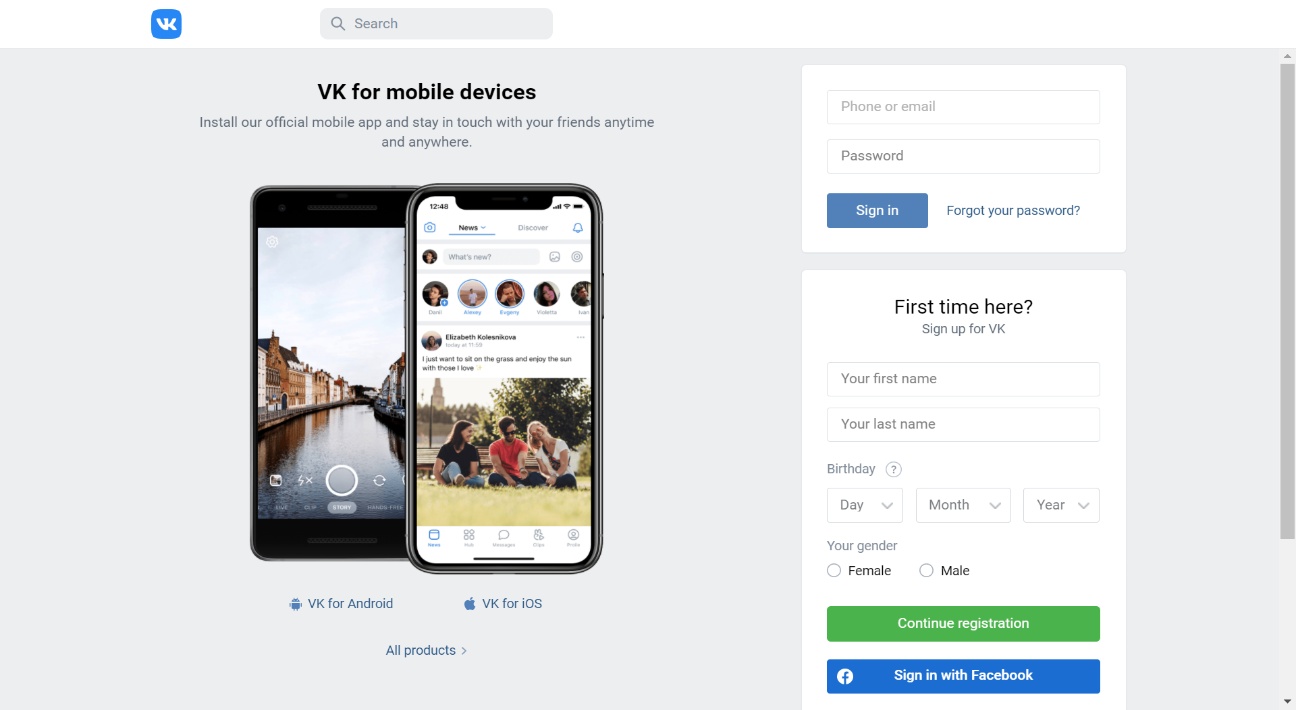 VK
Search
VK for mobile devices
Install our official mobile app and stay in touch with your friends anytime
and anywhere.
12:48
News
Discover
What's new?
Denis
Alexey
Evgeny
Violetta
Ivan
Elizabeth Kolesnikova
today at 11:59
I just want to sit on the grass and enjoy the sun
with those I love
LIVE
CLIP
STORY
HANDS-FREE
News
Hub
Messages
Clips
Profile
VK for Android
VK for iOS
All products
Phone or email
Password
Sign in
Forgot your password?
First time here?
Sign up for VK
Your first name
Your last name
Birthday ?
Day
Month
Year
Your gender
Female
Male
Continue registration
Sign in with Facebook